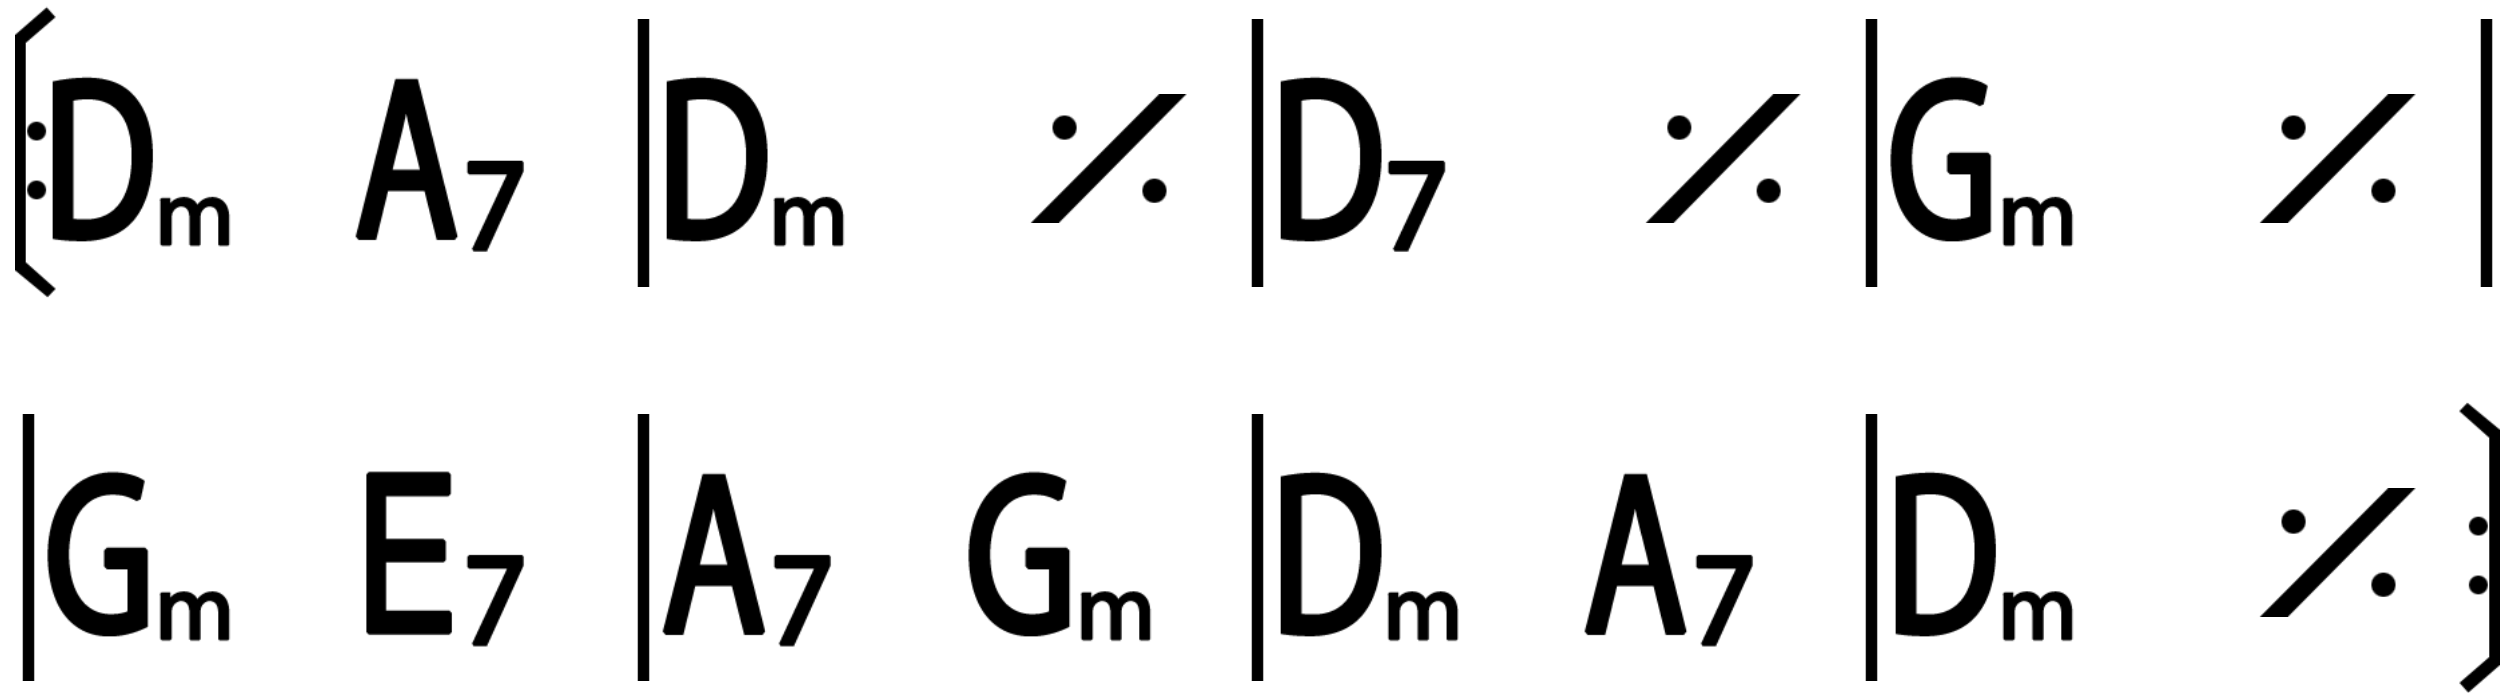 Dm A7 | Dm % | D7 % | Gm % |
| Gm E7 | A7 Gm | Dm A7 | Dm %